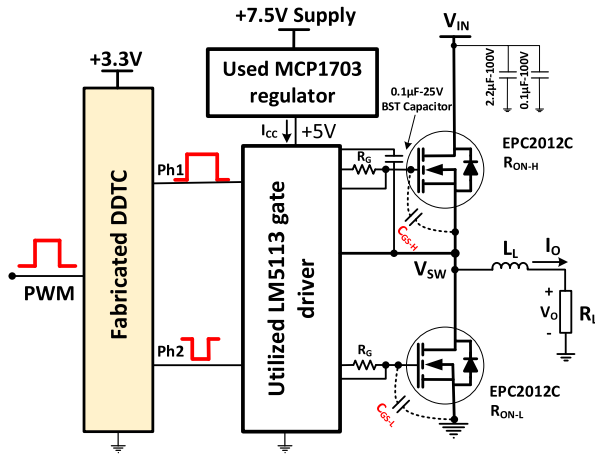 +7.5V Supply
Used MCP1703
regulator
+3.3V
Fabricated DDTC
PWM
Ph1
Ph2
I_CC
+5V
Utilized LM5113 gate
driver
0.1µF-25V
BST Capacitor
R_G
C_GS-H
V_IN
2.2µF-100V
0.1µF-100V
EPC2012C
R_ON-H
V_SW
L_L
I_O
+
V_O
-
R_L
R_G
C_GS-L
EPC2012C
R_ON-L